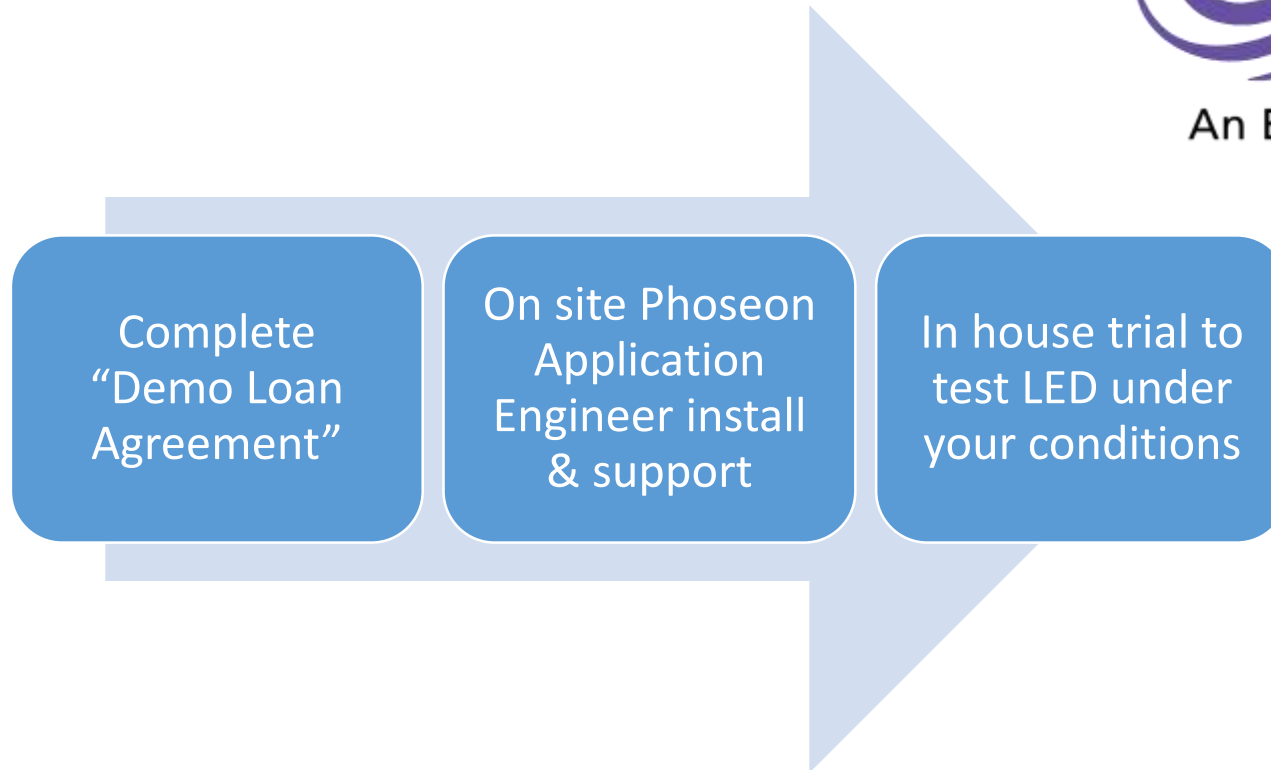 An
Complete
“Demo Loan
Agreement”
On site Phoseon
Application
Engineer install
& support
In house trial to
test LED under
your conditions